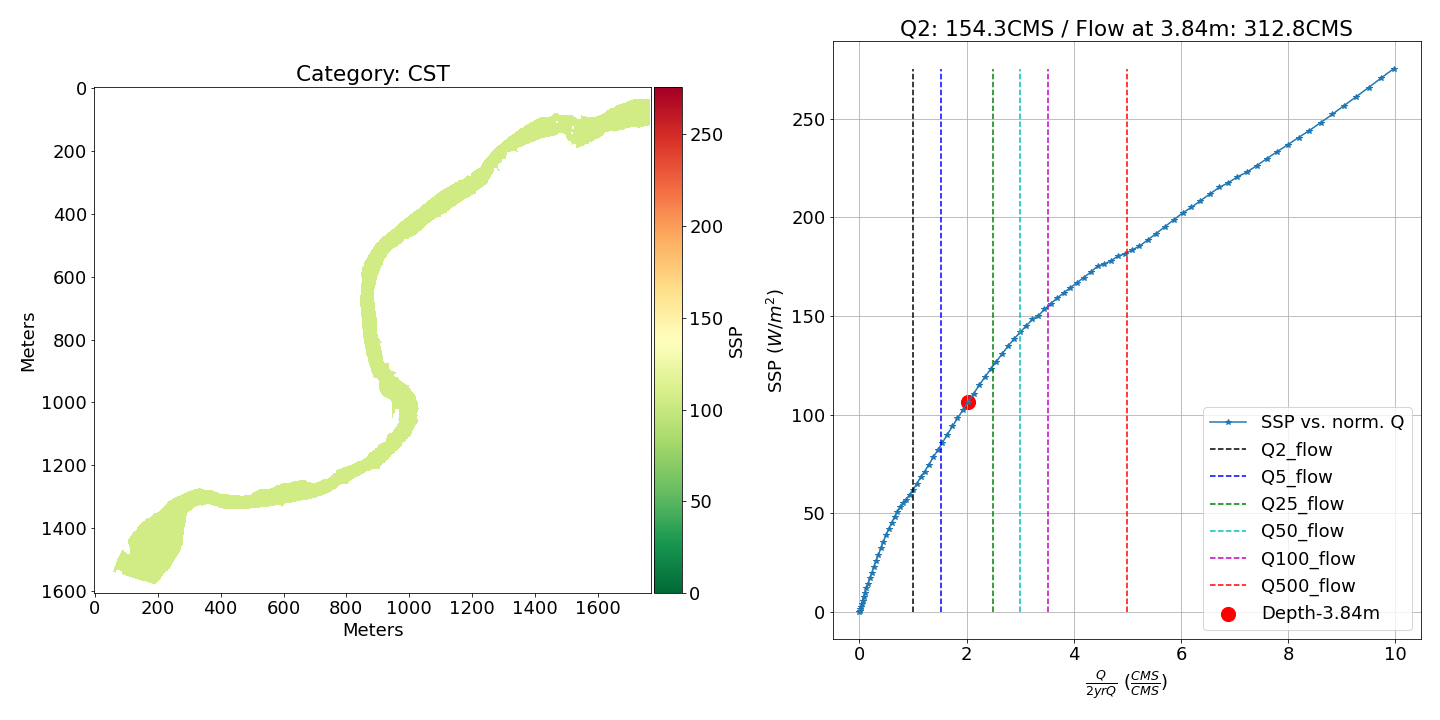 Category: CST
0
200
400
600
800
1000
1200
1400
1600
Meters
0
200
400
600
800
1000
1200
1400
1600
Meters
250
200
150
100
50
0
SSP
Q2: 154.3CMS / Flow at 3.84m: 312.8CMS
250
200
150
100
50
0
SSP (W/m²)
0
2
4
6
8
10
Q/2yrQ (CMS/CMS)
SSP vs. norm. Q
Q2_flow
Q5_flow
Q25_flow
Q50_flow
Q100_flow
Q500_flow
Depth-3.84m